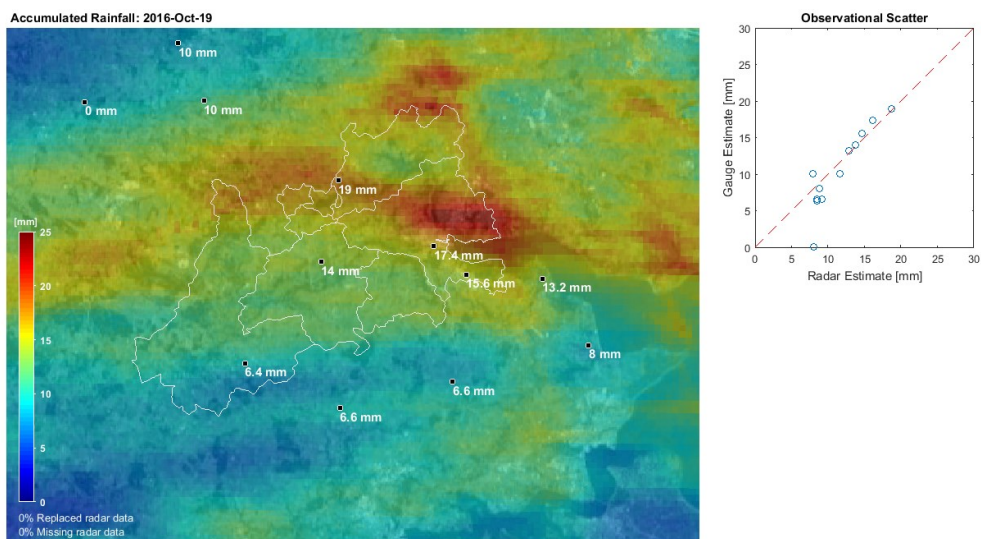 Accumulated Rainfall: 2016-Oct-19
10 mm
0 mm
10 mm
19 mm
17.4 mm
14 mm
15.6 mm
13.2 mm
8 mm
6.4 mm
6.6 mm
6.6 mm
[mm]
25
20
15
10
5
0
0% Replaced radar data
0% Missing radar data
Observational Scatter
Gauge Estimate [mm]
30
25
20
15
10
5
0
0 5 10 15 20 25 30
Radar Estimate [mm]